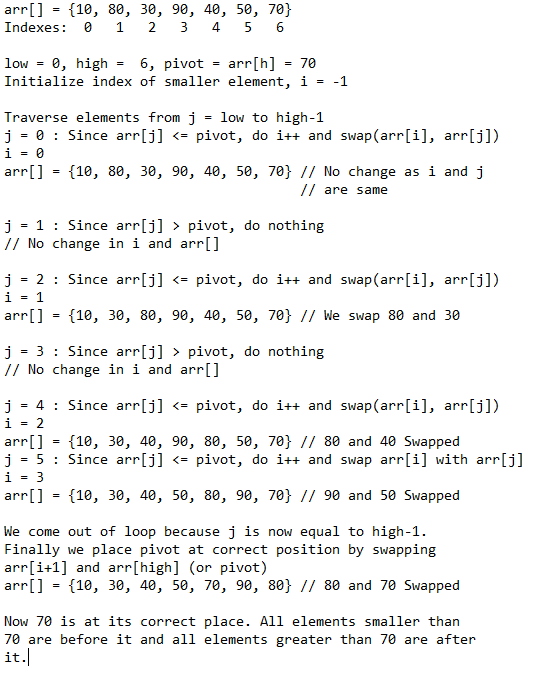 arr[] = {10, 80, 30, 90, 40, 50, 70}
Indexes:  0   1   2   3   4   5   6
low = 0, high =  6, pivot = arr[h] = 70
Initialize index of smaller element, i = -1
Traverse elements from j = low to high-1
j = 0 : Since arr[j] <= pivot, do i++ and swap(arr[i], arr[j])
i = 0
arr[] = {10, 80, 30, 90, 40, 50, 70} // No change as i and j
// are same
j = 1 : Since arr[j] > pivot, do nothing
// No change in i and arr[]
j = 2 : Since arr[j] <= pivot, do i++ and swap(arr[i], arr[j])
i = 1
arr[] = {10, 30, 80, 90, 40, 50, 70} // We swap 80 and 30
j = 3 : Since arr[j] > pivot, do nothing
// No change in i and arr[]
j = 4 : Since arr[j] <= pivot, do i++ and swap(arr[i], arr[j])
i = 2
arr[] = {10, 30, 40, 90, 80, 50, 70} // 80 and 40 Swapped
j = 5 : Since arr[j] <= pivot, do i++ and swap arr[i] with arr[j]
i = 3
arr[] = {10, 30, 40, 50, 80, 90, 70} // 90 and 50 Swapped
We come out of loop because j is now equal to high-1.
Finally we place pivot at correct position by swapping
arr[i+1] and arr[high] (or pivot)
arr[] = {10, 30, 40, 50, 70, 90, 80} // 80 and 70 Swapped
Now 70 is at its correct place. All elements smaller than
70 are before it and all elements greater than 70 are after
it.